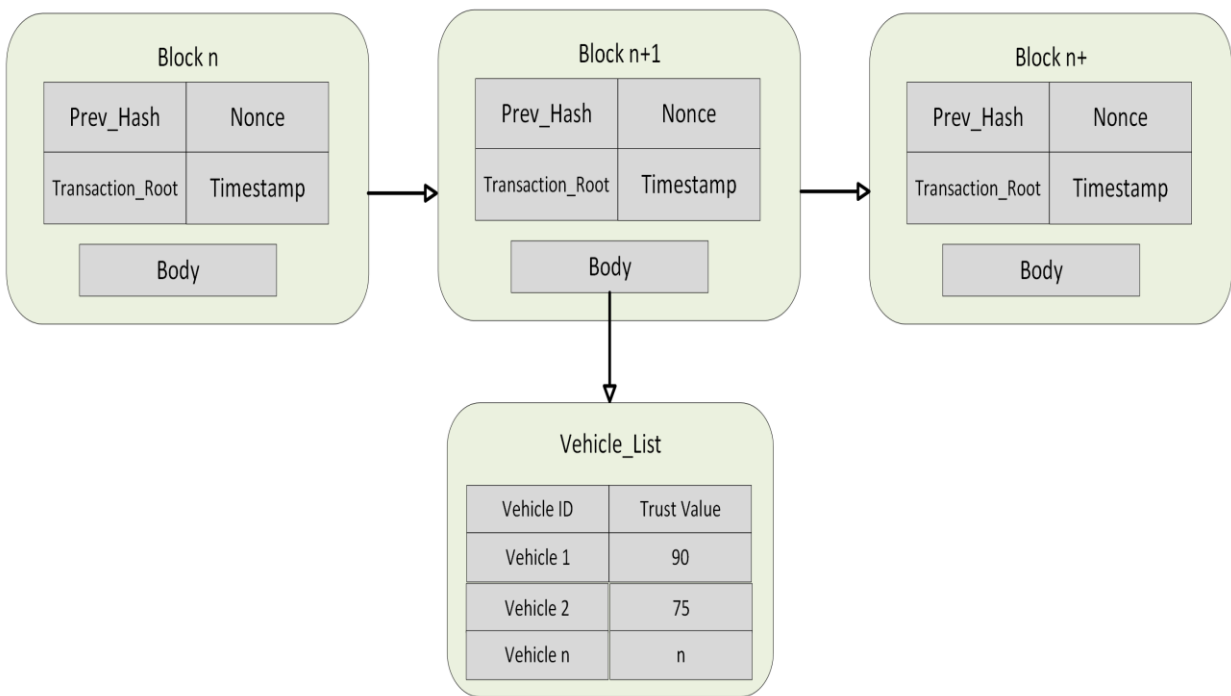 Block n
Prev_Hash Nonce
Transaction_Root Timestamp
Body
Block n+1
Prev_Hash Nonce
Transaction_Root Timestamp
Body
Block n+
Prev_Hash Nonce
Transaction_Root Timestamp
Body
Vehicle_List
Vehicle ID Trust Value
Vehicle 1 90
Vehicle 2 75
Vehicle n n